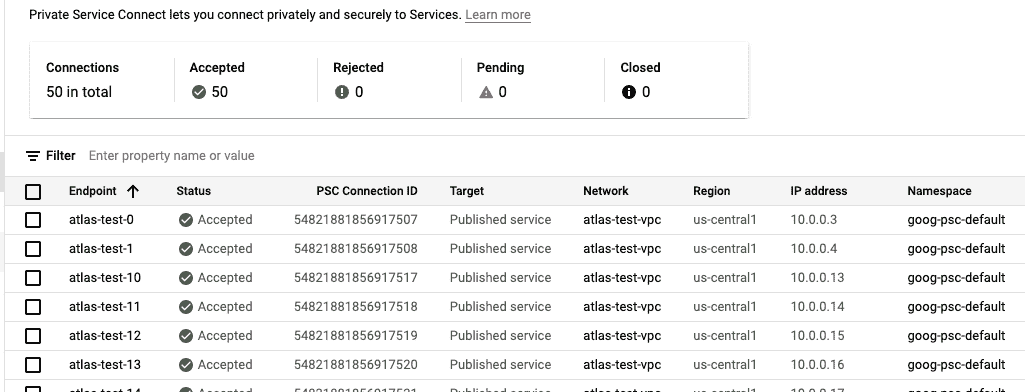 Private Service Connect lets you connect privately and securely to Services. Learn more
Connections Accepted Rejected Pending Closed
50 in total 50 0 0 0
Filter Enter property name or value
Endpoint Status PSC Connection ID Target Network Region IP address Namespace
atlas-test-0 Accepted 54821881856917507 Published service atlas-test-vpc us-central1 10.0.0.3 goog-psc-default
atlas-test-1 Accepted 54821881856917508 Published service atlas-test-vpc us-central1 10.0.0.4 goog-psc-default
atlas-test-10 Accepted 54821881856917517 Published service atlas-test-vpc us-central1 10.0.0.13 goog-psc-default
atlas-test-11 Accepted 54821881856917518 Published service atlas-test-vpc us-central1 10.0.0.14 goog-psc-default
atlas-test-12 Accepted 54821881856917519 Published service atlas-test-vpc us-central1 10.0.0.15 goog-psc-default
atlas-test-13 Accepted 54821881856917520 Published service atlas-test-vpc us-central1 10.0.0.16 goog-psc-default